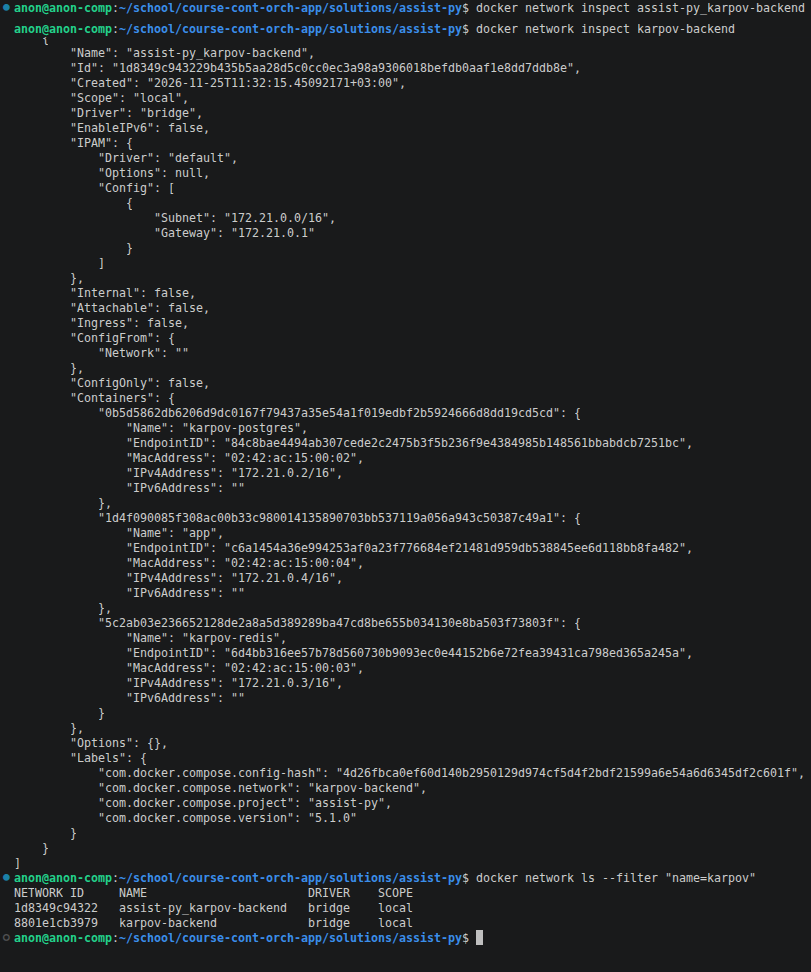 anon@anon-comp:~/school/course-cont-orch-app/solutions/assist-py$ docker network inspect assist-py_karpov-backend
anon@anon-comp:~/school/course-cont-orch-app/solutions/assist-py$ docker network inspect karpov-backend
    {
        "Name": "assist-py_karpov-backend",
        "Id": "1d8349c943229b435b5aa28d5c0cc0ec3a98a9306018befdb0aaf1e8dd7ddb8e",
        "Created": "2026-11-25T11:32:15.45092171+03:00",
        "Scope": "local",
        "Driver": "bridge",
        "EnableIPv6": false,
        "IPAM": {
            "Driver": "default",
            "Options": null,
            "Config": [
                {
                    "Subnet": "172.21.0.0/16",
                    "Gateway": "172.21.0.1"
                }
            ]
        },
        "Internal": false,
        "Attachable": false,
        "Ingress": false,
        "ConfigFrom": {
            "Network": ""
        },
        "ConfigOnly": false,
        "Containers": {
            "0b5d5862db6206d9dc0167f79437a35e54a1f019edbf2b5924666d8dd19cd5cd": {
                "Name": "karpov-postgres",
                "EndpointID": "84c8bae4494ab307cede2c2475b3f5b236f9e4384985b148561bbabdcb7251bc",
                "MacAddress": "02:42:ac:15:00:02",
                "IPv4Address": "172.21.0.2/16",
                "IPv6Address": ""
            },
            "1d4f090085f308ac00b33c980014135890703bb537119a056a943c50387c49a1": {
                "Name": "app",
                "EndpointID": "c6a1454a36e994253af0a23f776684ef21481d959db538845ee6d118bb8fa482",
                "MacAddress": "02:42:ac:15:00:04",
                "IPv4Address": "172.21.0.4/16",
                "IPv6Address": ""
            },
            "5c2ab03e236652128de2a8a5d389289ba47cd8be655b034130e8ba503f73803f": {
                "Name": "karpov-redis",
                "EndpointID": "6d4bb316ee57b78d560730b9093ec0e44152b6e72fea39431ca798ed365a245a",
                "MacAddress": "02:42:ac:15:00:03",
                "IPv4Address": "172.21.0.3/16",
                "IPv6Address": ""
            }
        },
        "Options": {},
        "Labels": {
            "com.docker.compose.config-hash": "4d26fbca0ef60d140b2950129d974cf5d4f2bdf21599a6e54a6d6345df2c601f",
            "com.docker.compose.network": "karpov-backend",
            "com.docker.compose.project": "assist-py",
            "com.docker.compose.version": "5.1.0"
        }
    }
]
anon@anon-comp:~/school/course-cont-orch-app/solutions/assist-py$ docker network ls --filter "name=karpov"
NETWORK ID     NAME                       DRIVER    SCOPE
1d8349c94322   assist-py_karpov-backend   bridge    local
8801e1cb3979   karpov-backend             bridge    local
anon@anon-comp:~/school/course-cont-orch-app/solutions/assist-py$